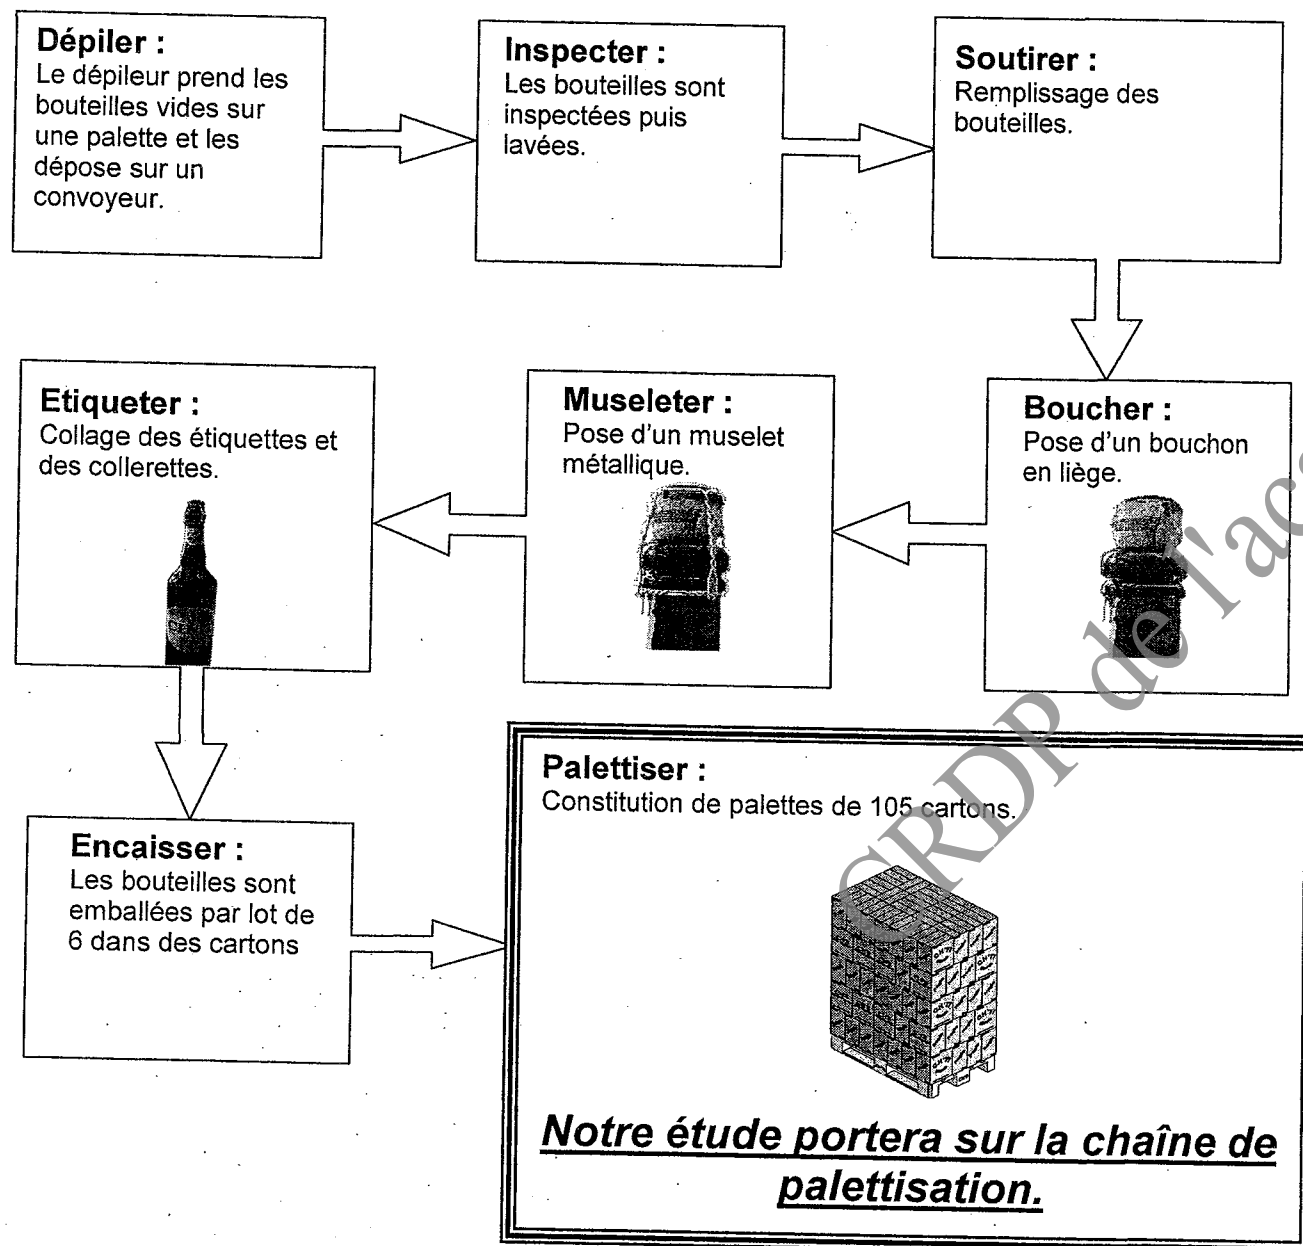 Dépiler :
Le dépileur prend les
bouteilles vides sur
une palette et les
dépose sur un
convoyeur.
Inspecter :
Les bouteilles sont
inspectées puis
lavées.
Soutirer :
Remplissage des
bouteilles.
Boucher :
Pose d'un bouchon
en liège.
Museleter :
Pose d'un muselet
métallique.
Etiqueter :
Collage des étiquettes et
des collerettes.
Encaisser :
Les bouteilles sont
emballées par lot de
6 dans des cartons
Palettiser :
Constitution de palettes de 105 cartons.
Notre étude portera sur la chaîne de
palettisation.
CRDP de l'aca